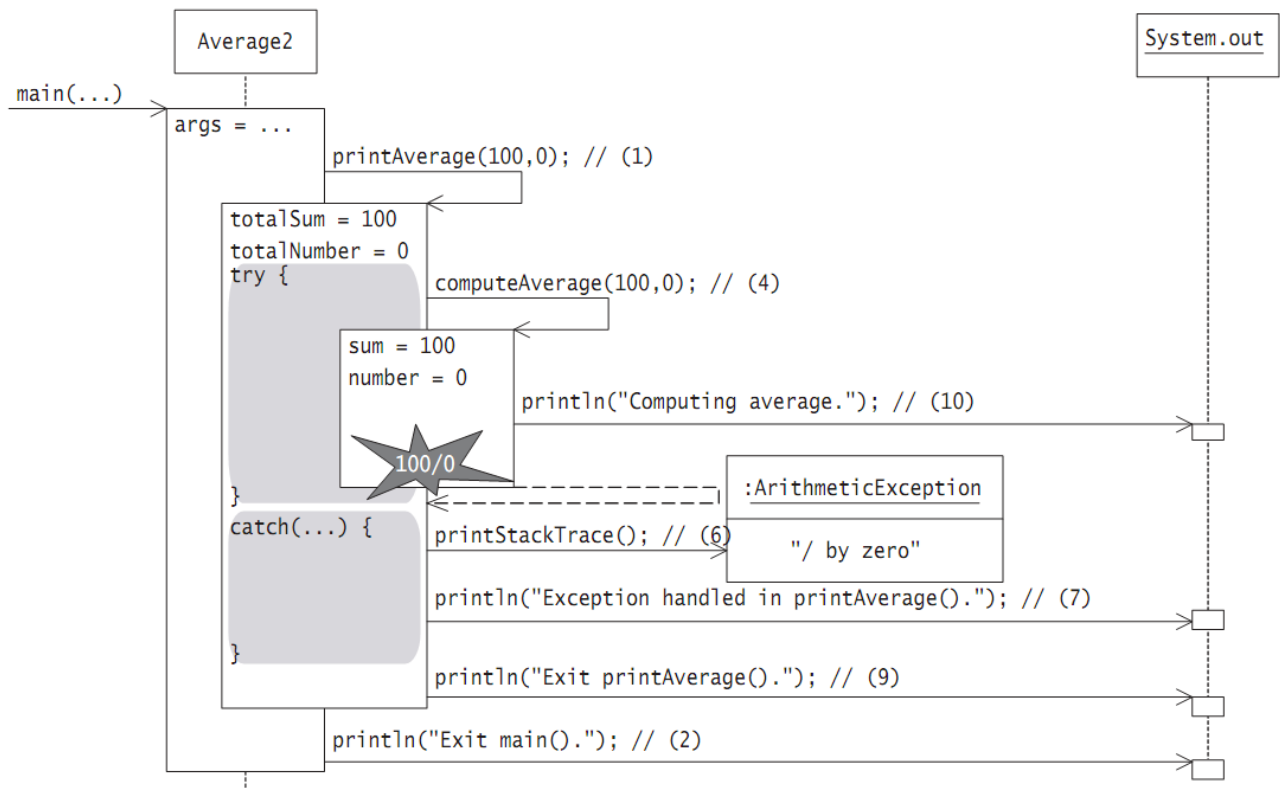 Average2
System.out
main(...)
args = ...
printAverage(100,0); // (1)
totalSum = 100
totalNumber = 0
try {
computeAverage(100,0); // (4)
sum = 100
number = 0
println("Computing average."); // (10)
100/0
:ArithmeticException
}
catch(...) {
printStackTrace(); // (6)
"/ by zero"
println("Exception handled in printAverage()."); // (7)
}
println("Exit printAverage()."); // (9)
println("Exit main()."); // (2)